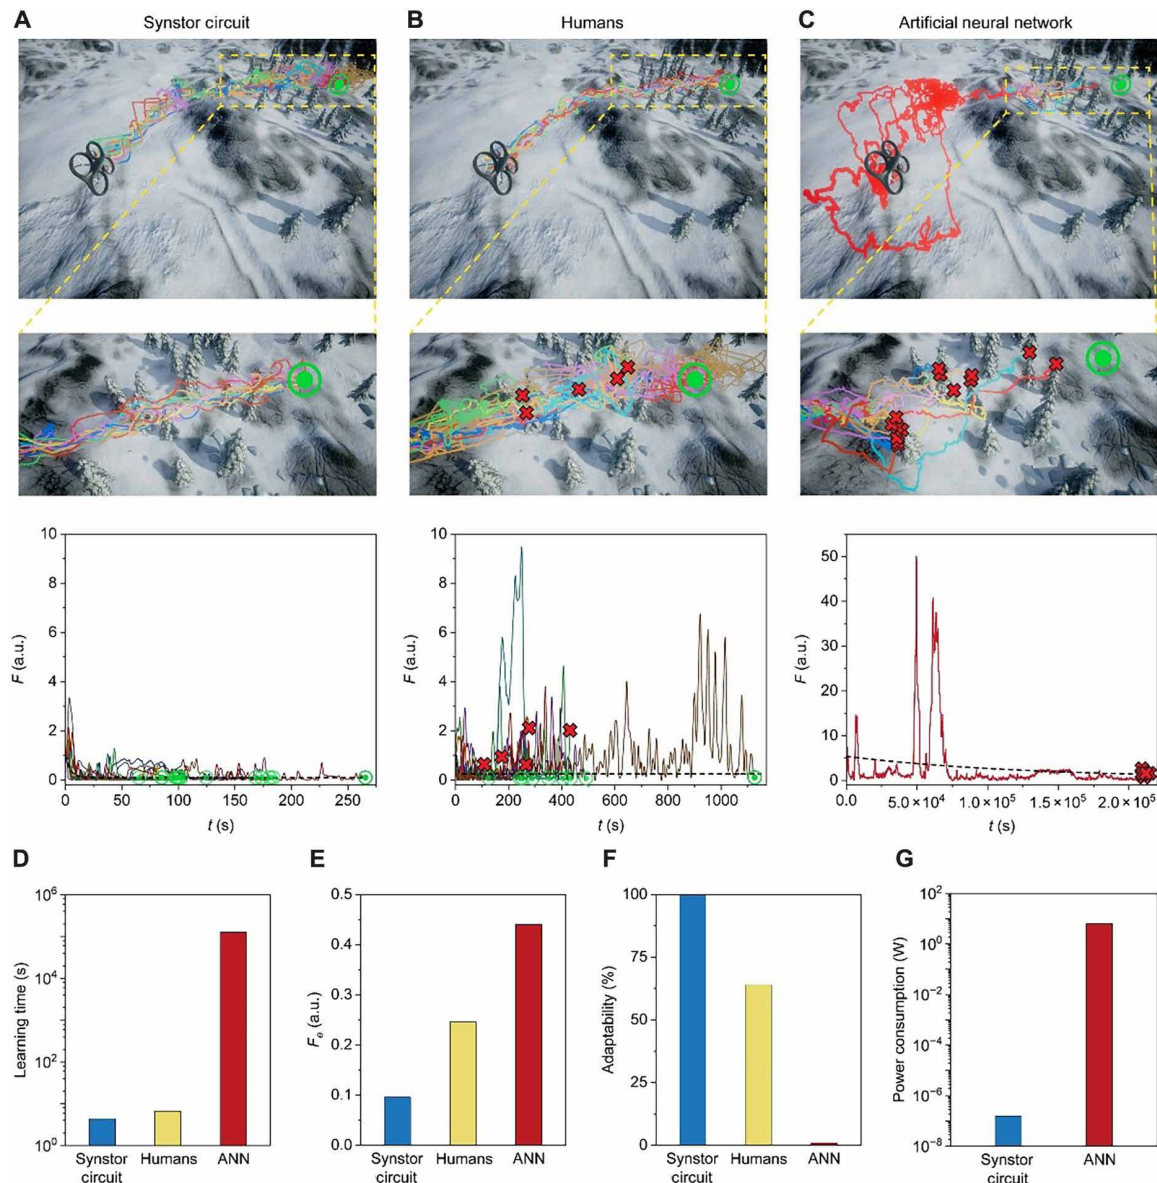 A Synstor circuit
B Humans
C Artificial neural network
10
8
6
4
2
0
F (a.u.)
0 50 100 150 200 250
t (s)
10
8
6
4
2
0
F (a.u.)
0 200 400 600 800 1000
t (s)
50
40
30
20
10
0
F (a.u.)
0.0 5.0×10⁴ 1.0×10⁵ 1.5×10⁵ 2.0×10⁵
t (s)
D
10⁶
10⁴
10²
10⁰
Learning time (s)
Synstor circuit
Humans
ANN
E
0.5
0.4
0.3
0.2
0.1
0.0
Fₑ (a.u.)
Synstor circuit
Humans
ANN
F
100
75
50
25
0
Adaptability (%)
Synstor circuit
Humans
ANN
G
10²
10⁰
10⁻²
10⁻⁴
10⁻⁶
10⁻⁸
Power consumption (W)
Synstor circuit
ANN